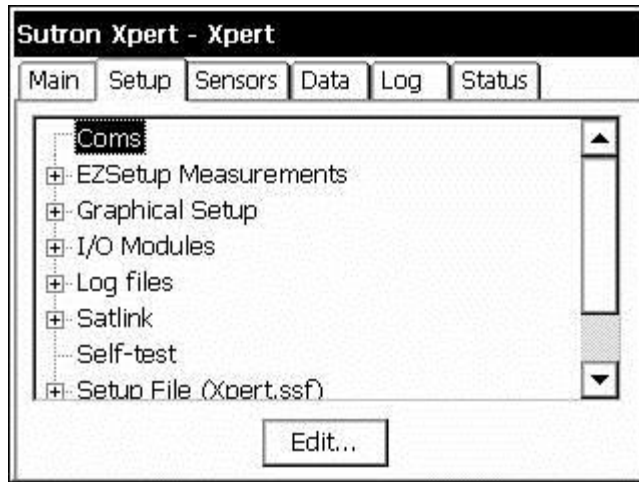 Sutron Xpert - Xpert
Main Setup Sensors Data Log Status
Coms
EZSetup Measurements
Graphical Setup
I/O Modules
Log files
Satlink
Self-test
Setup File (Xpert.ssf)
Edit...